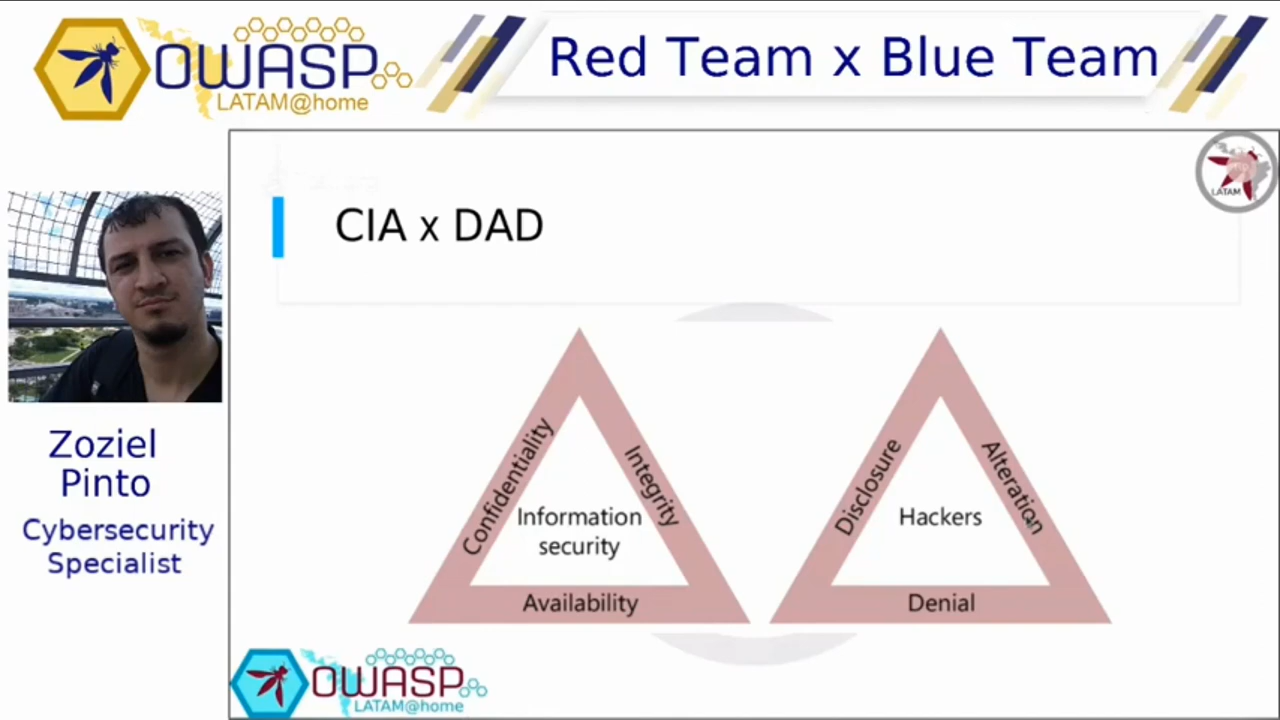 OWASP
LATAM@home
Red Team x Blue Team
LATAM
CIA x DAD
Zoziel
Pinto
Cybersecurity
Specialist
Confidentiality
Integrity
Information
security
Availability
Disclosure
Alteration
Hackers
Denial
OWASP
LATAM@home